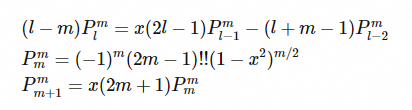 (l − m)P_l^m = x(2l − 1)P_{l−1}^m − (l + m − 1)P_{l−2}^m
P_m^m = (−1)^m(2m − 1)!!(1 − x²)^{m/2}
P_{m+1}^m = x(2m + 1)P_m^m